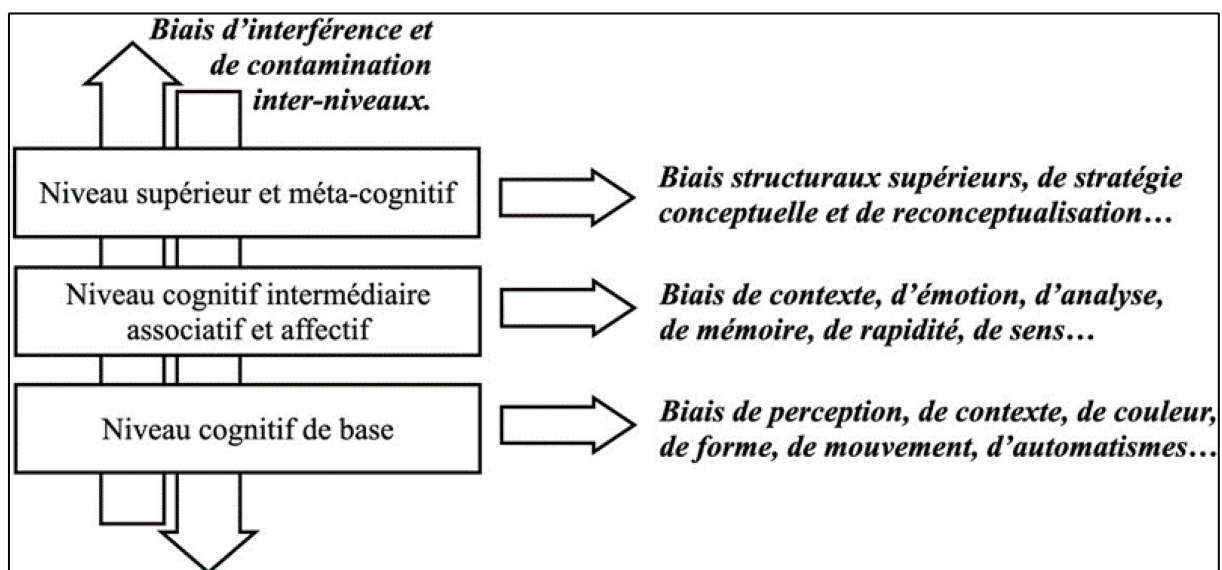 Biais d’interférence et
de contamination
inter-niveaux.
Niveau supérieur et méta-cognitif
Biais structuraux supérieurs, de stratégie
conceptuelle et de reconceptualisation…
Niveau cognitif intermédiaire
associatif et affectif
Biais de contexte, d’émotion, d’analyse,
de mémoire, de rapidité, de sens…
Niveau cognitif de base
Biais de perception, de contexte, de couleur,
de forme, de mouvement, d’automatismes…